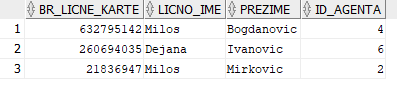 BR_LICNE_KARTE LICNO_IME PREZIME ID_AGENTA
1 632795142 Milos Bogdanovic 4
2 260694035 Dejana Ivanovic 6
3 21836947 Milos Mirkovic 2